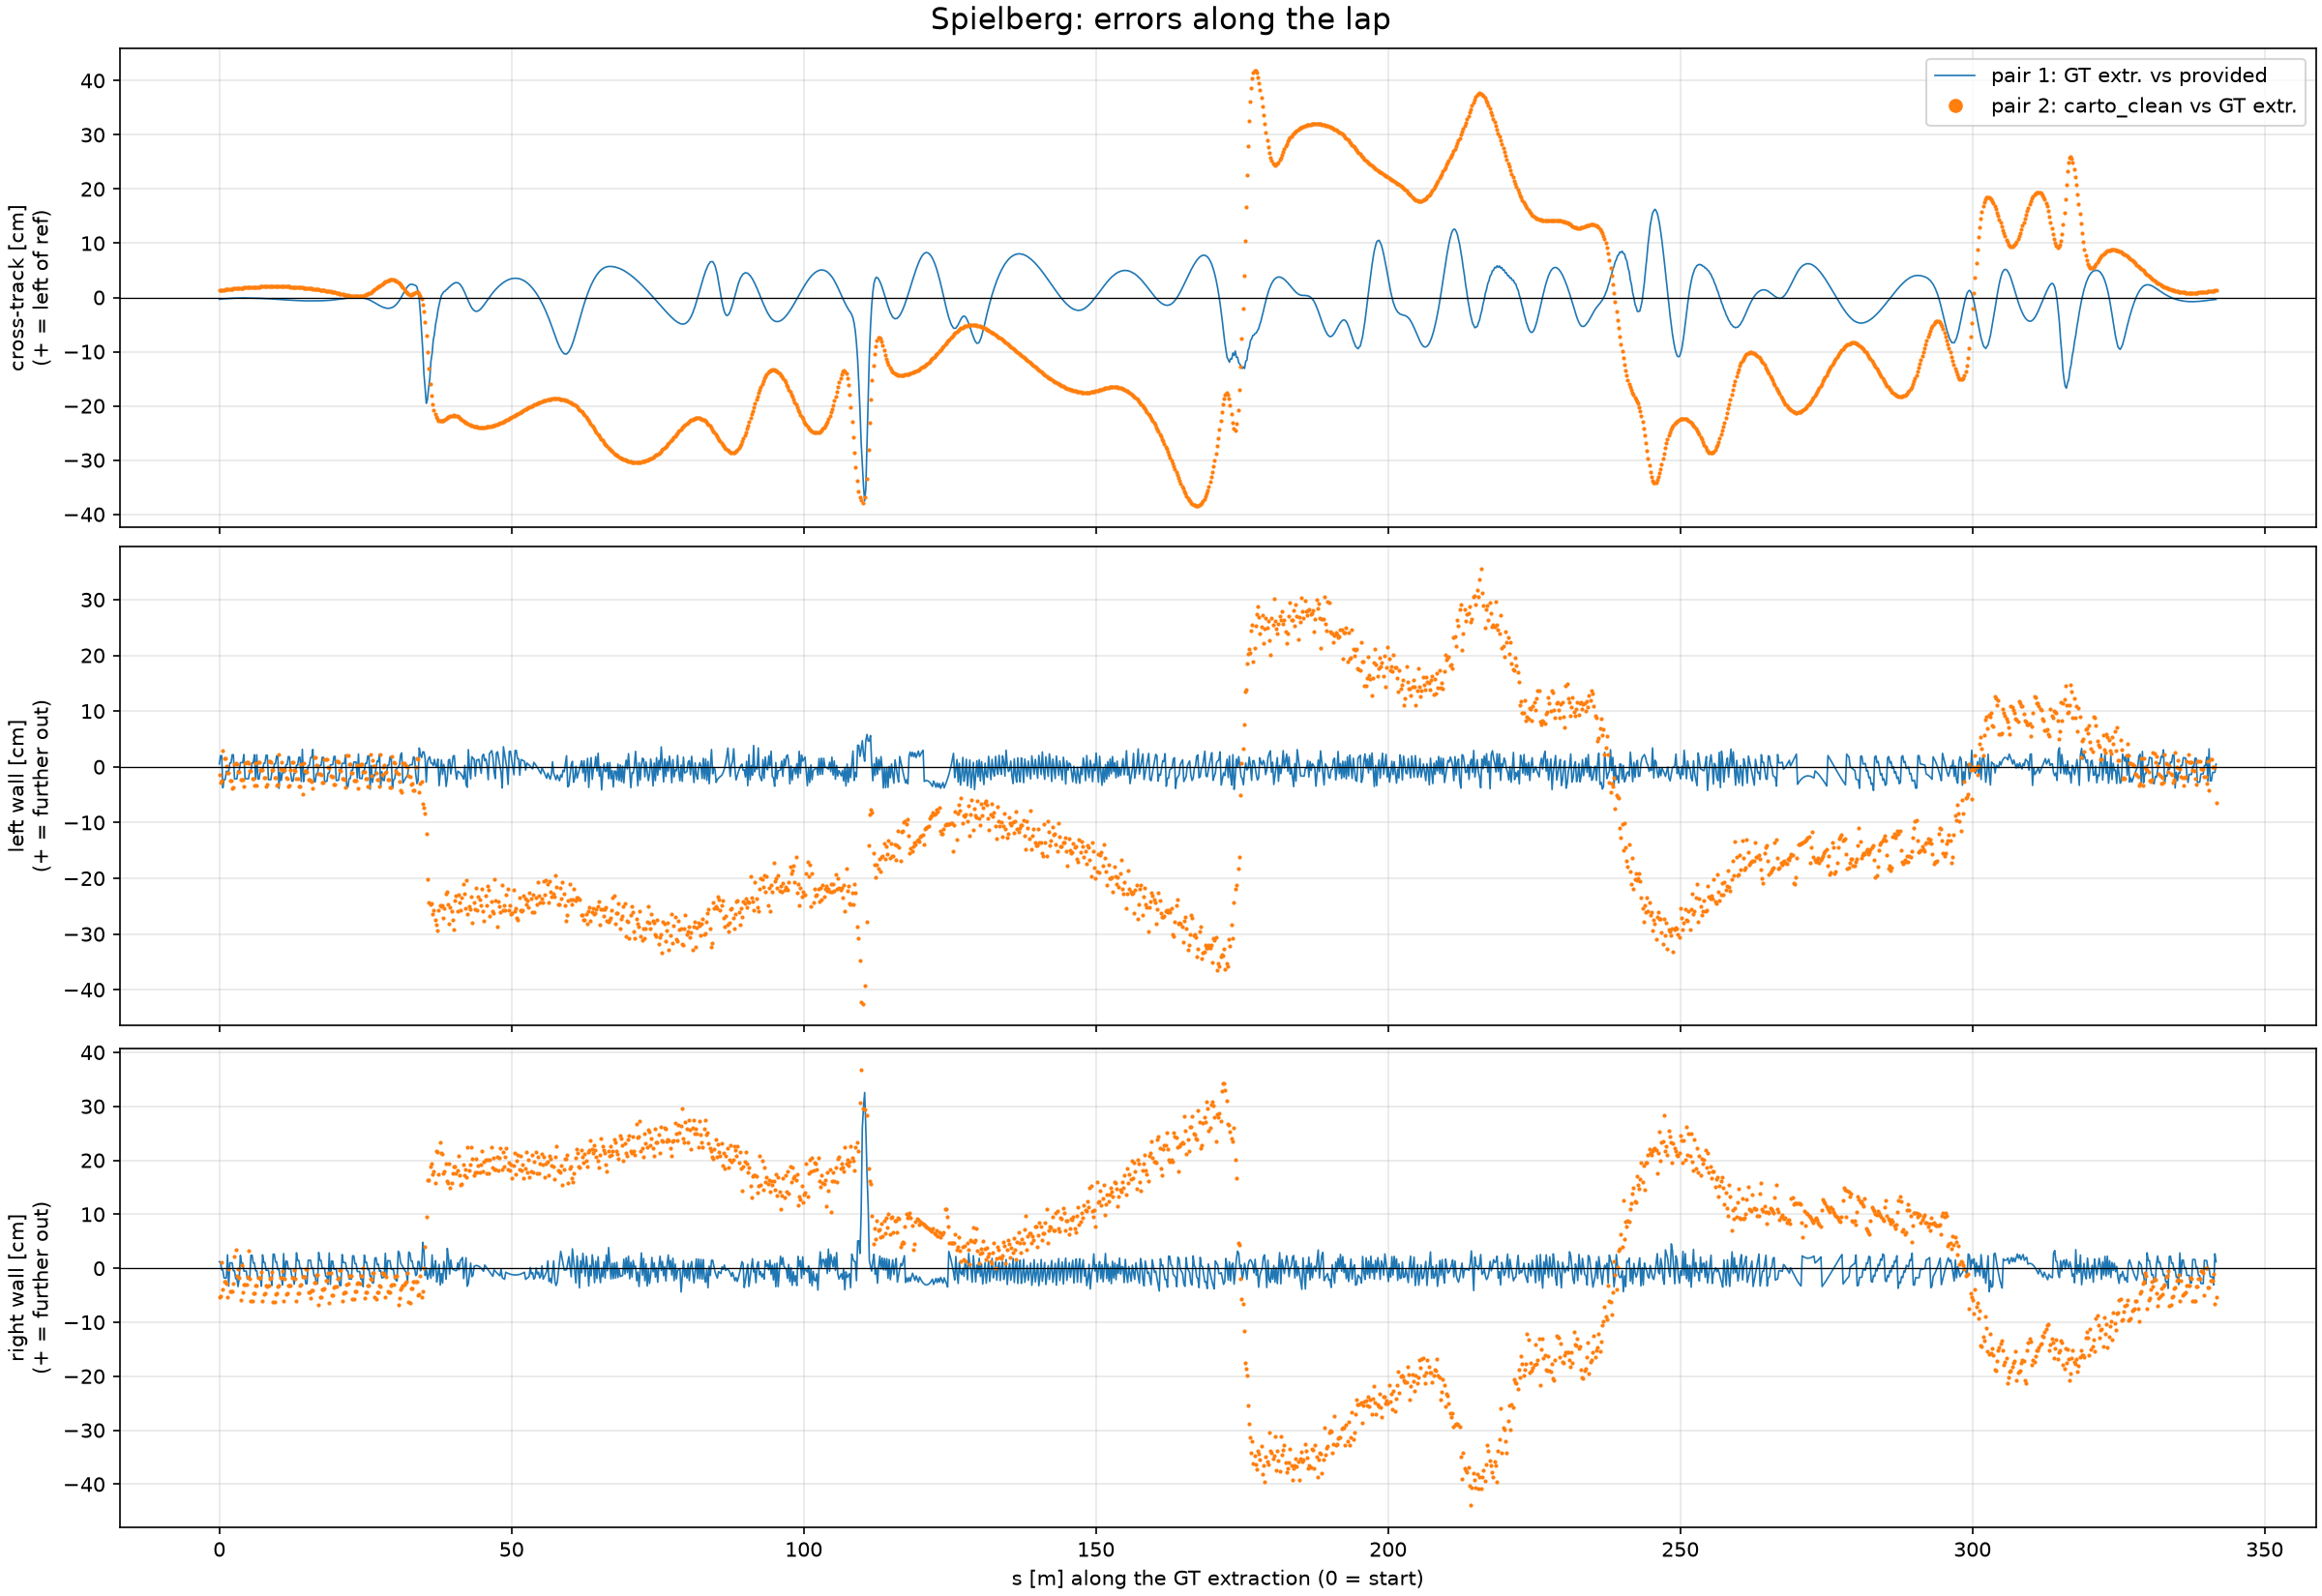 Spielberg: errors along the lap
pair 1: GT extr. vs provided
pair 2: carto_clean vs GT extr.
cross-track [cm]
(+ = left of ref)
40
30
20
10
0
−10
−20
−30
−40
left wall [cm]
(+ = further out)
30
20
10
0
−10
−20
−30
−40
right wall [cm]
(+ = further out)
40
30
20
10
0
−10
−20
−30
−40
0 50 100 150 200 250 300 350
s [m] along the GT extraction (0 = start)